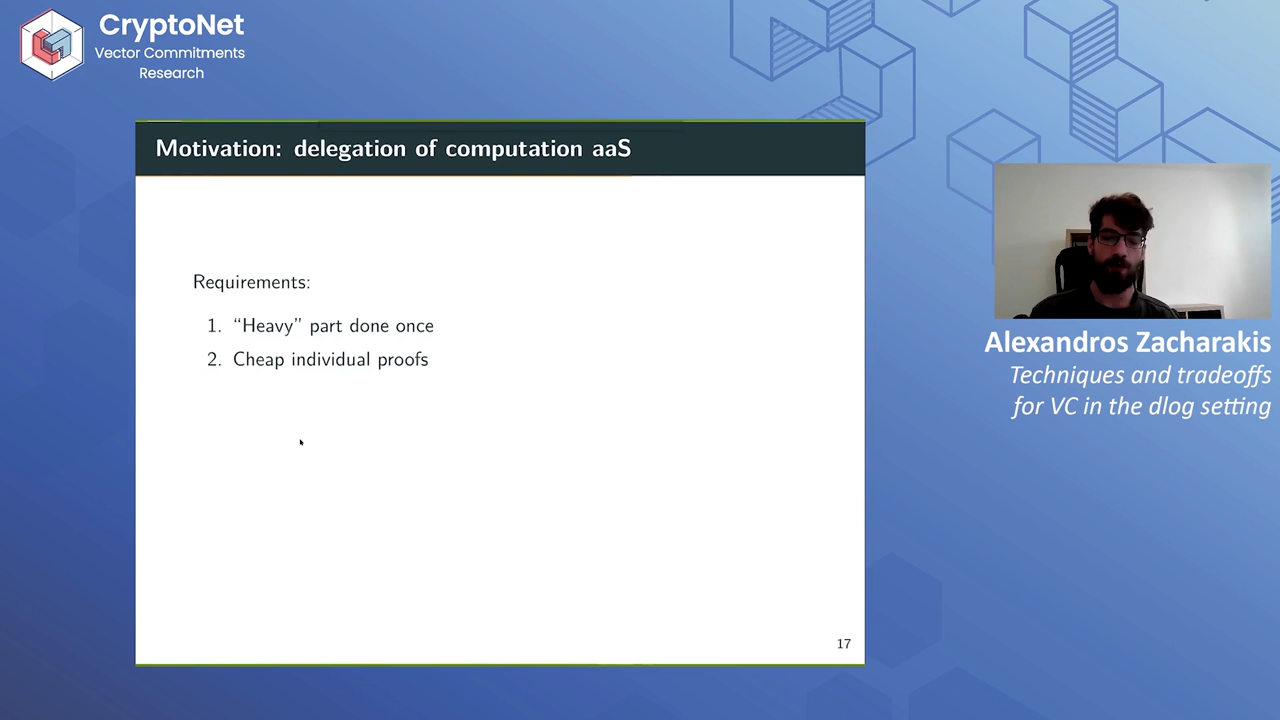 CryptoNet
Vector Commitments
Research
Motivation: delegation of computation aaS
Requirements:
1. “Heavy” part done once
2. Cheap individual proofs
17
Alexandros Zacharakis
Techniques and tradeoffs
for VC in the dlog setting